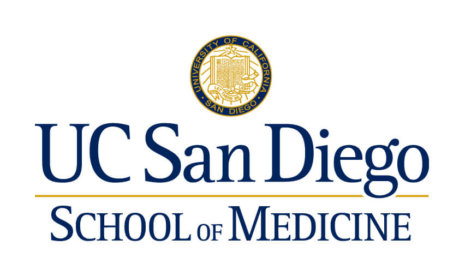 UNIVERSITY OF CALIFORNIA
SAN DIEGO
UC San Diego
SCHOOL OF MEDICINE